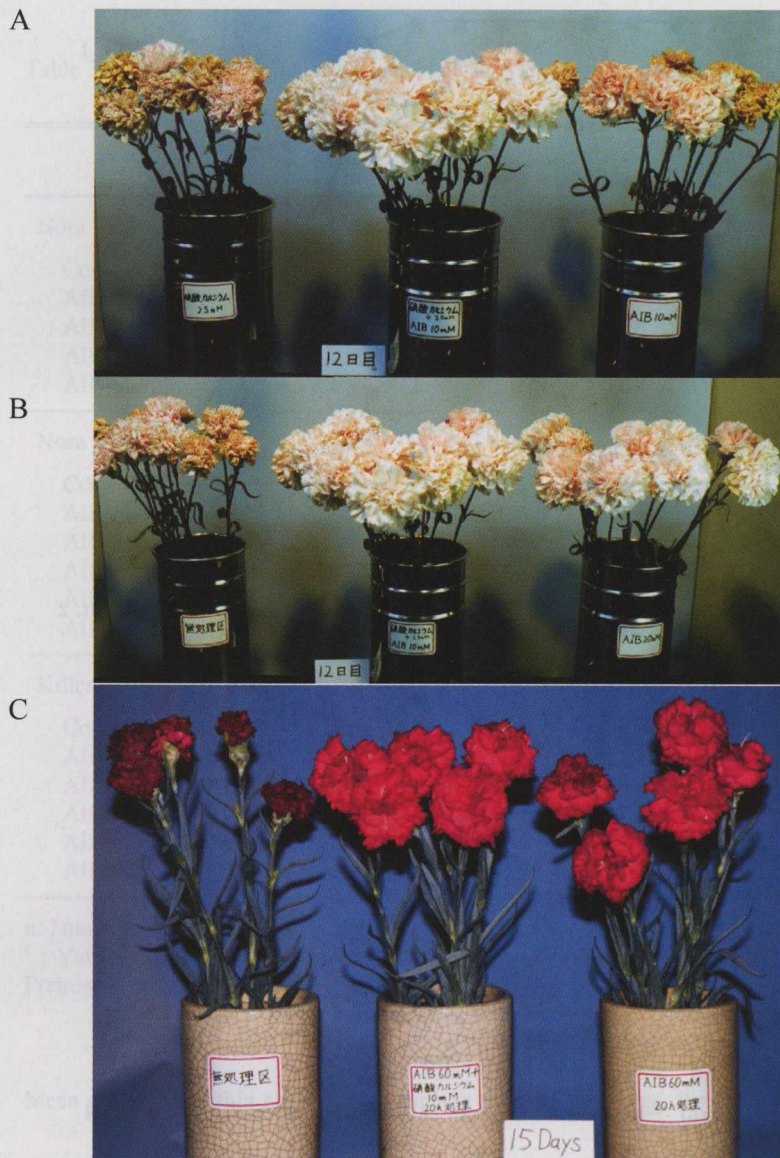 A
硝酸カルシウム
25mM
硝酸カルシウム
+ 25mM
AIB 10mM
AIB 10mM
12日目
B
無処理区
硝酸カルシウム
+ 25mM
AIB 10mM
AIB 20mM
12日目
C
無処理区
AIB 60mM+
硝酸カルシウム
10mM
20h処理
AIB 60mM
20h処理
15 Days